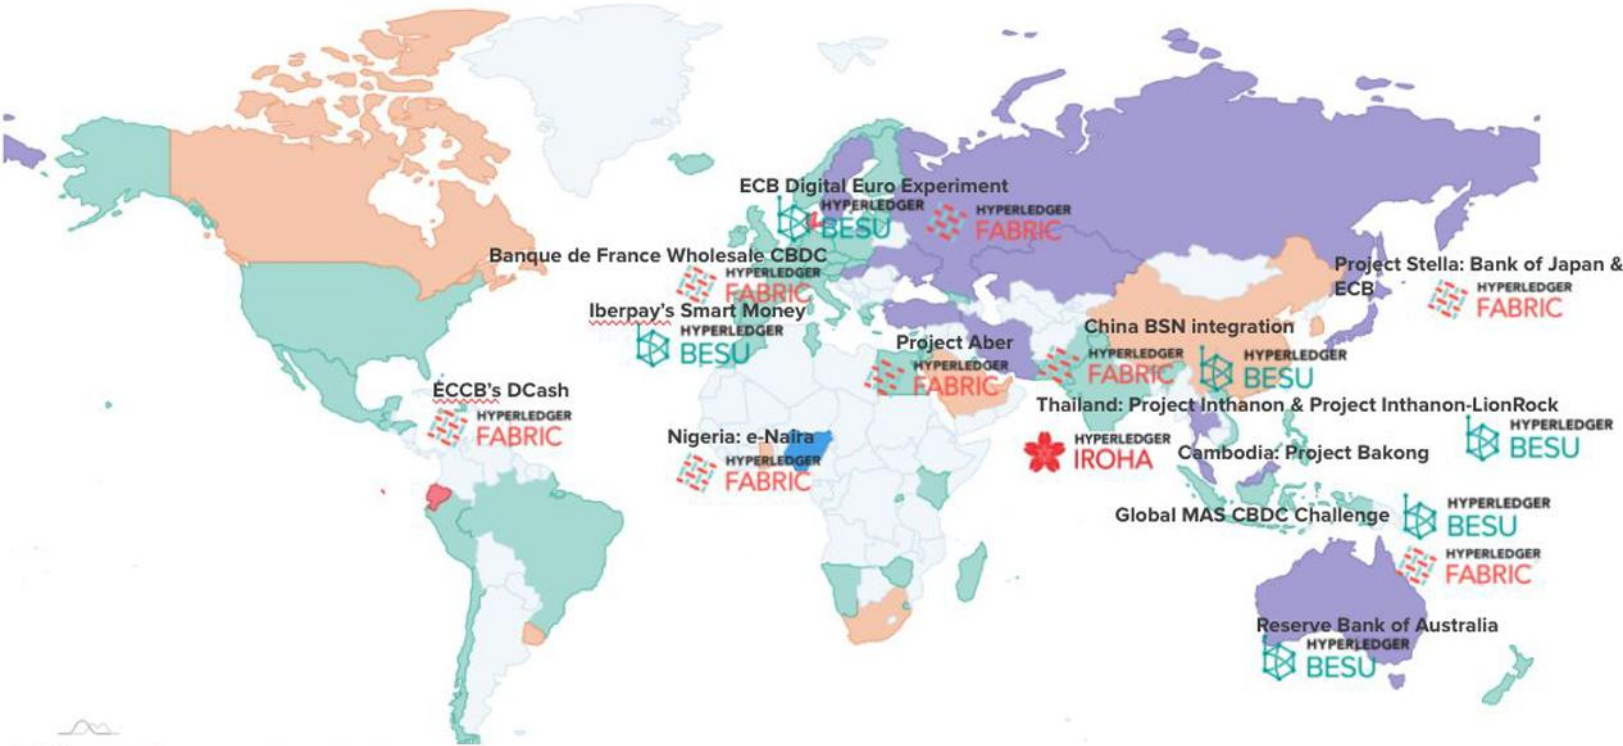 ECB Digital Euro Experiment
HYPERLEDGER
BESU
HYPERLEDGER
FABRIC
Banque de France Wholesale CBDC
HYPERLEDGER
FABRIC
Iberpay's Smart Money
HYPERLEDGER
BESU
Project Stella: Bank of Japan &
ECB
HYPERLEDGER
FABRIC
China BSN integration
HYPERLEDGER
FABRIC
HYPERLEDGER
BESU
Project Aber
HYPERLEDGER
FABRIC
ECCB's DCash
HYPERLEDGER
FABRIC
Nigeria: e-Naira
HYPERLEDGER
FABRIC
Thailand: Project Inthanon & Project Inthanon-LionRock
HYPERLEDGER
BESU
HYPERLEDGER
IROHA
Cambodia: Project Bakong
Global MAS CBDC Challenge
HYPERLEDGER
BESU
HYPERLEDGER
FABRIC
Reserve Bank of Australia
HYPERLEDGER
BESU